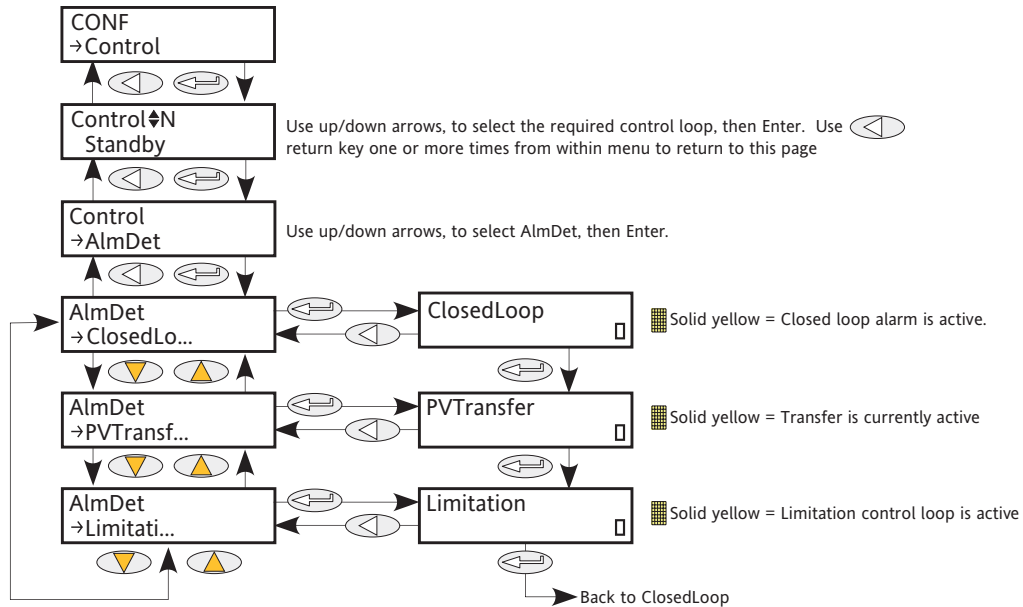 CONF
→Control
Control♦N
Standby
Use up/down arrows, to select the required control loop, then Enter. Use
return key one or more times from within menu to return to this page
Control
→AlmDet
Use up/down arrows, to select AlmDet, then Enter.
AlmDet
→ClosedLo...
ClosedLoop
Solid yellow = Closed loop alarm is active.
AlmDet
→PVTransf...
PVTransfer
Solid yellow = Transfer is currently active
AlmDet
→Limitati...
Limitation
Solid yellow = Limitation control loop is active
Back to ClosedLoop